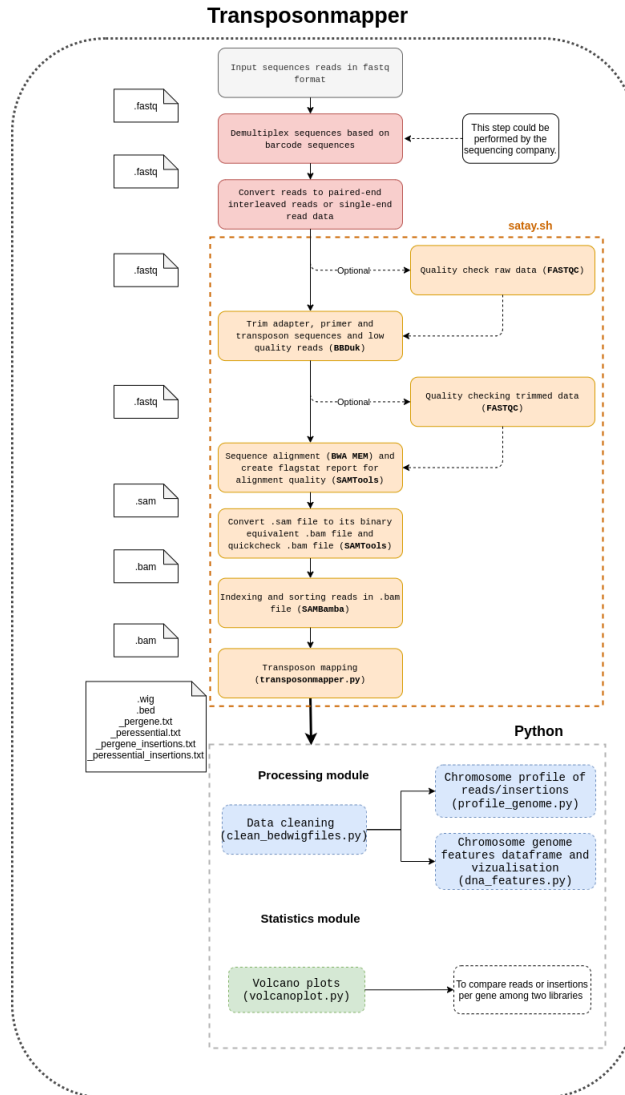 Transposonmapper
Input sequences reads in fastq
format
.fastq
Demultiplex sequences based on
barcode sequences
This step could be
performed by the
sequencing company.
.fastq
Convert reads to paired-end
interleaved reads or single-end
read data
satay.sh
.fastq
Optional
Quality check raw data (FASTQC)
Trim adapter, primer and
transposon sequences and low
quality reads (BBDuk)
.fastq
Optional
Quality checking trimmed data
(FASTQC)
Sequence alignment (BWA MEM) and
create flagstat report for
alignment quality (SAMTools)
.sam
Convert .sam file to its binary
equivalent .bam file and
quickcheck .bam file (SAMTools)
.bam
Indexing and sorting reads in .bam
file (SAMBamba)
.bam
Transposon mapping
(transposonmapper.py)
.wig
.bed
_pergene.txt
_peressential.txt
_pergene_insertions.txt
_peressential_insertions.txt
Python
Processing module
Data cleaning
(clean_bedwigfiles.py)
Chromosome profile of
reads/insertions
(profile_genome.py)
Chromosome genome
features dataframe and
vizualisation
(dna_features.py)
Statistics module
Volcano plots
(volcanoplot.py)
To compare reads or insertions
per gene among two libraries